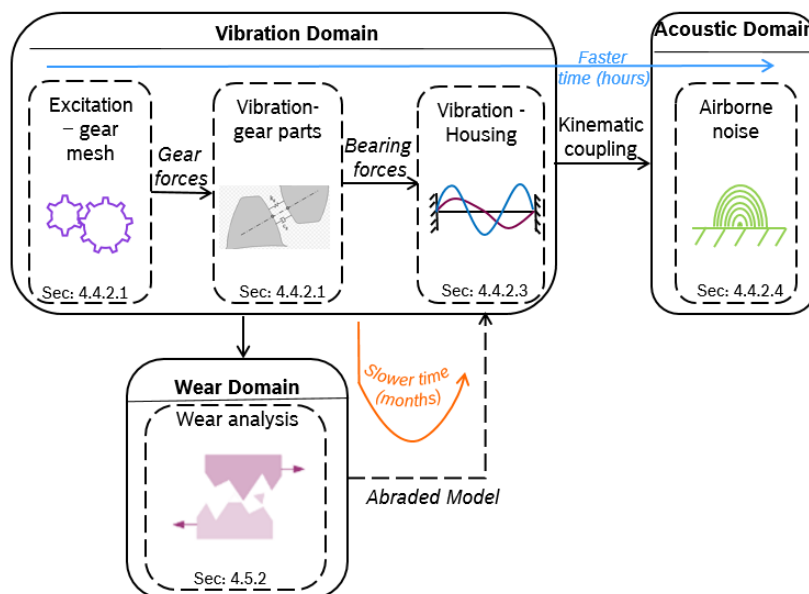 Vibration Domain
Acoustic Domain
Faster
time (hours)
Excitation
– gear
mesh
Gear
forces
Vibration-
gear parts
Bearing
forces
Vibration -
Housing
Kinematic
coupling
Airborne
noise
Sec: 4.4.2.1
Sec: 4.4.2.1
Sec: 4.4.2.3
Sec: 4.4.2.4
Slower time
(months)
Wear Domain
Wear analysis
Abraded Model
Sec: 4.5.2